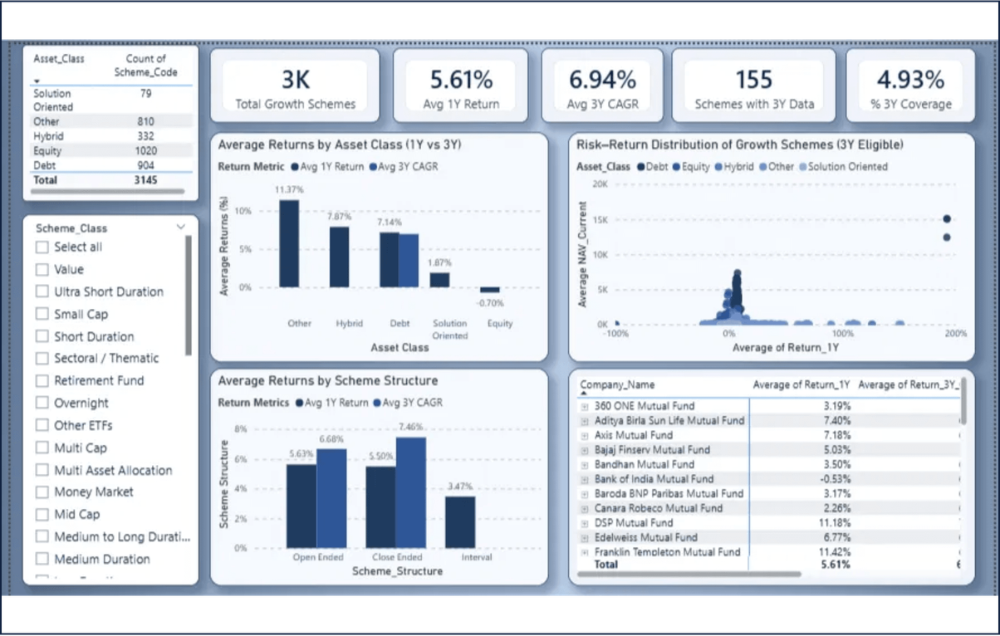 Asset_Class Count of
Scheme_Code
Solution 79
Oriented
Other 810
Hybrid 332
Equity 1020
Debt 904
Total 3145
3K
Total Growth Schemes
5.61%
Avg 1Y Return
6.94%
Avg 3Y CAGR
155
Schemes with 3Y Data
4.93%
% 3Y Coverage
Scheme_Class
Select all
Value
Ultra Short Duration
Small Cap
Short Duration
Sectoral / Thematic
Retirement Fund
Overnight
Other ETFs
Multi Cap
Multi Asset Allocation
Money Market
Mid Cap
Medium to Long Durati...
Medium Duration
Average Returns by Asset Class (1Y vs 3Y)
Return Metric Avg 1Y Return Avg 3Y CAGR
Average Returns (%)
10%
5%
0%
11.37%
7.87%
7.14%
1.87%
-0.70%
Other Hybrid Debt Solution Equity
Oriented
Asset Class
Risk–Return Distribution of Growth Schemes (3Y Eligible)
Asset_Class Debt Equity Hybrid Other Solution Oriented
Average NAV_Current
20K
15K
10K
5K
0K
-100% 0% 100% 200%
Average of Return_1Y
Average Returns by Scheme Structure
Return Metrics Avg 1Y Return Avg 3Y CAGR
Scheme_Structure
8%
6%
4%
2%
0%
5.63% 6.68% 5.50% 7.46% 3.47%
Open Ended Close Ended Interval
Scheme_Structure
Company_Name Average of Return_1Y Average of Return_3Y_
360 ONE Mutual Fund 3.19%
Aditya Birla Sun Life Mutual Fund 7.40%
Axis Mutual Fund 7.18%
Bajaj Finserv Mutual Fund 5.03%
Bandhan Mutual Fund 3.50%
Bank of India Mutual Fund -0.53%
Baroda BNP Paribas Mutual Fund 3.17%
Canara Robeco Mutual Fund 2.26%
DSP Mutual Fund 11.18%
Edelweiss Mutual Fund 6.77%
Franklin Templeton Mutual Fund 11.42%
Total 5.61% 6